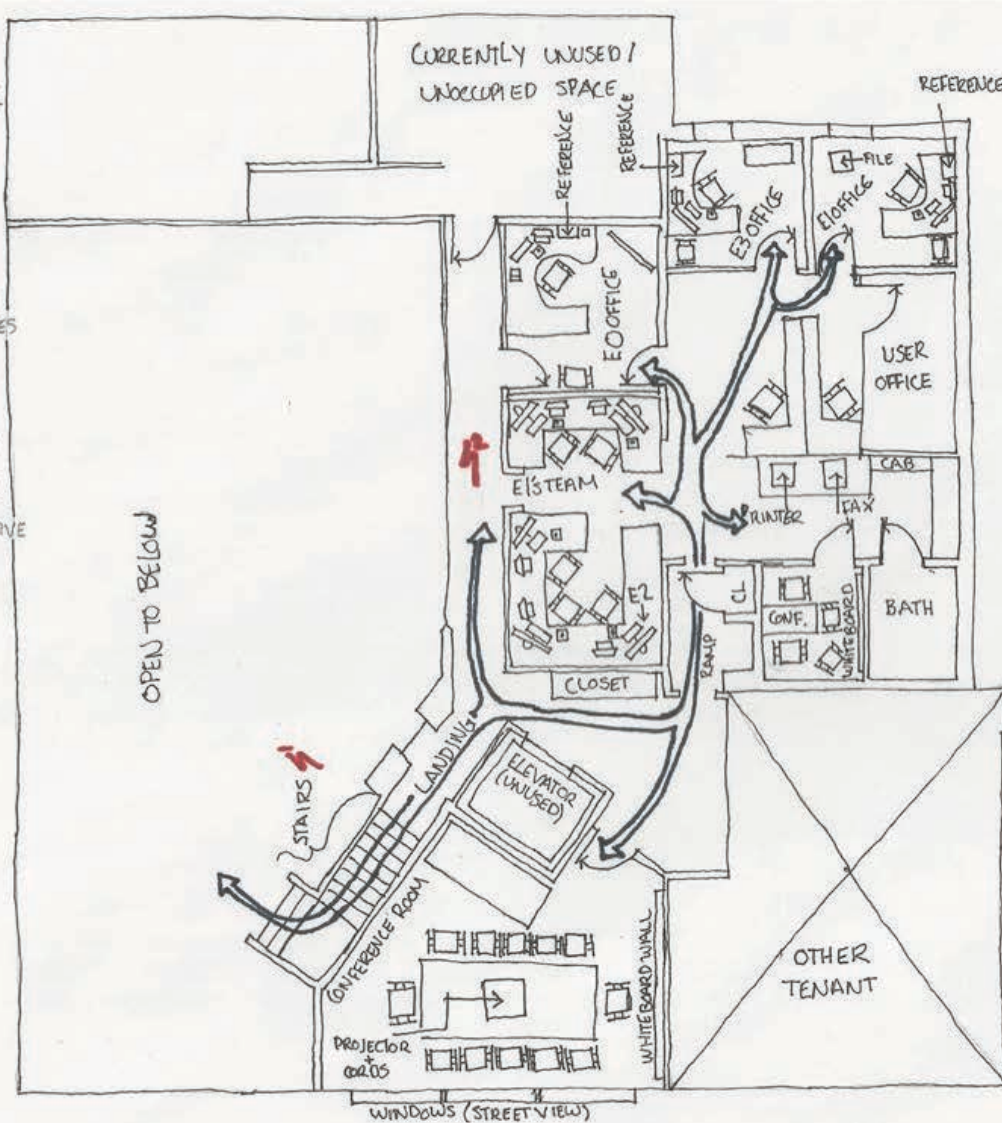 CURRENTLY UNUSED /
UNOCCUPIED SPACE
REFERENCE
REFERENCE
REFERENCE
FILE
E3 OFFICE
E1 OFFICE
E0 OFFICE
USER
OFFICE
E1'S TEAM
CAB
PRINTER
FAX
OPEN TO BELOW
E2
CL
CONF.
WHITEBOARD
BATH
RAMP
CLOSET
LANDING
ELEVATOR
(UNUSED)
STAIRS
CONFERENCE ROOM
WHITEBOARD WALL
OTHER
TENANT
PROJECTOR
+
CORDS
WINDOWS (STREET VIEW)